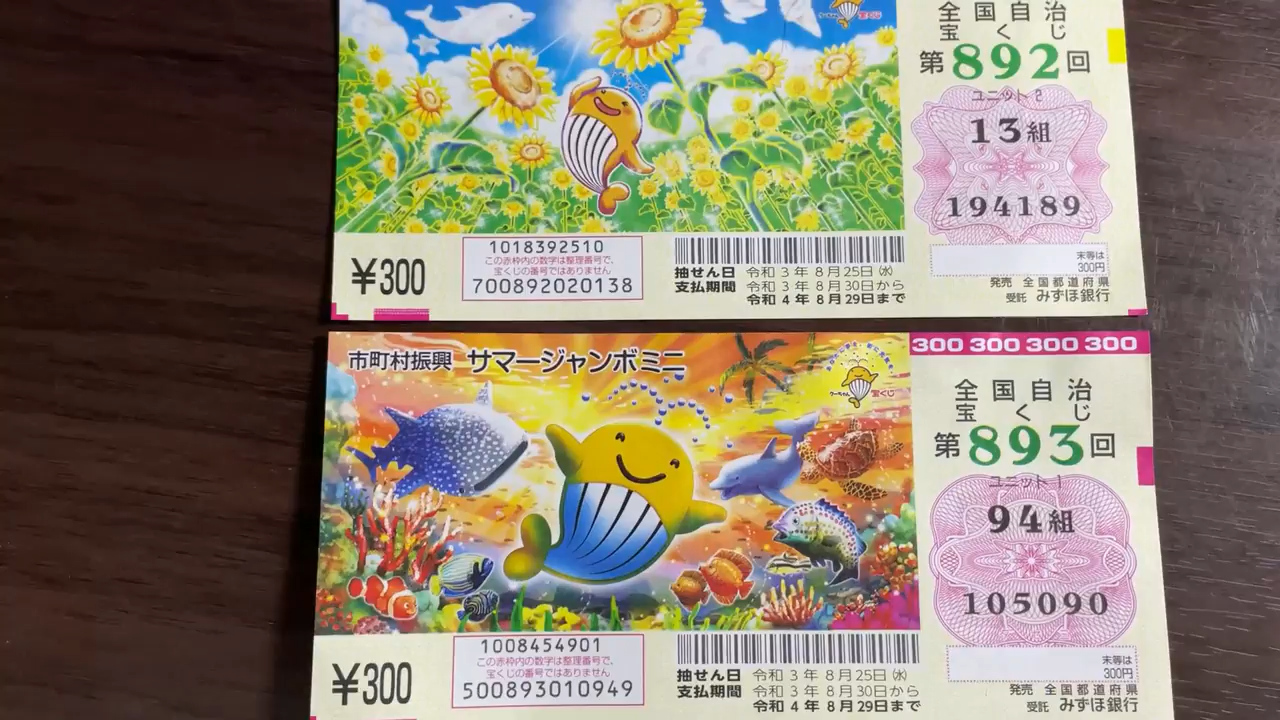 全国自治
宝くじ
第892回
ユニット2
13組
194189
宝くじ
1018392510
この赤枠内の数字は整理番号で、
宝くじの番号ではありません
700892020138
¥300
抽せん日 令和3年8月25日(水)
支払期間 令和3年8月30日から
令和4年8月29日まで
末等は
300円
発売 全国都道府県
受託 みずほ銀行
市町村振興 サマージャンボミニ
クーちゃん 宝くじ
300 300 300 300
全国自治
宝くじ
第893回
ユニット1
94組
105090
1008454901
この赤枠内の数字は整理番号で、
宝くじの番号ではありません
500893010949
¥300
抽せん日 令和3年8月25日(水)
支払期間 令和3年8月30日から
令和4年8月29日まで
末等は
300円
発売 全国都道府県
受託 みずほ銀行